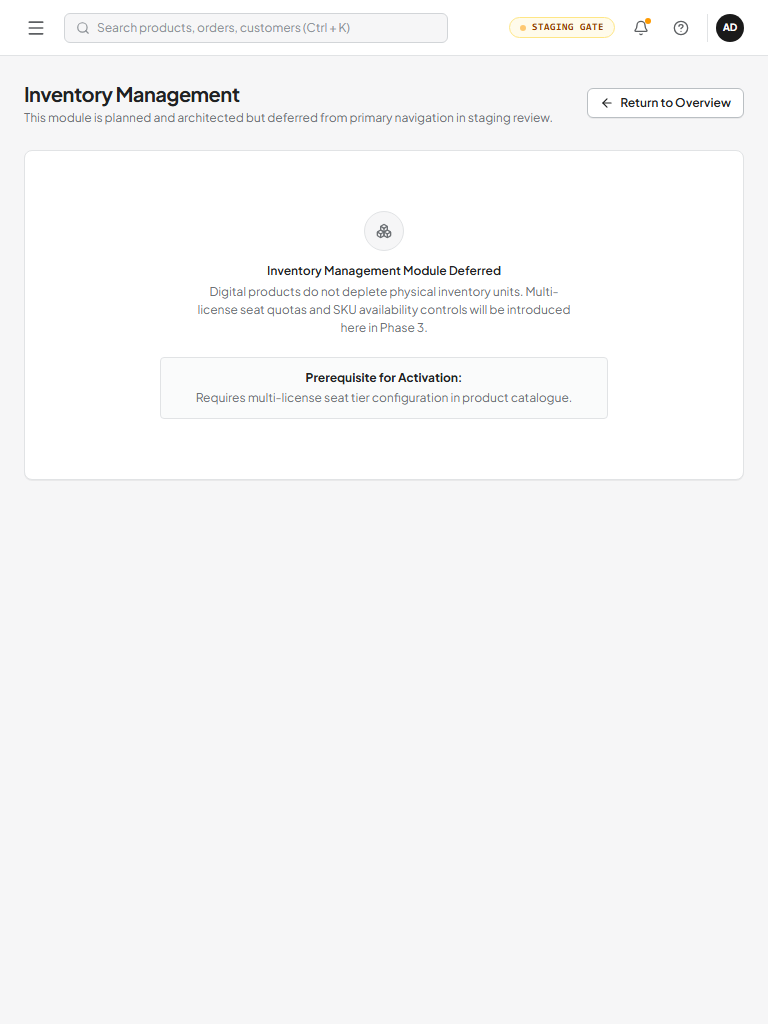 Search products, orders, customers (Ctrl + K)
STAGING GATE
AD
Inventory Management
This module is planned and architected but deferred from primary navigation in staging review.
Return to Overview
Inventory Management Module Deferred
Digital products do not deplete physical inventory units. Multi-
license seat quotas and SKU availability controls will be introduced
here in Phase 3.
Prerequisite for Activation:
Requires multi-license seat tier configuration in product catalogue.